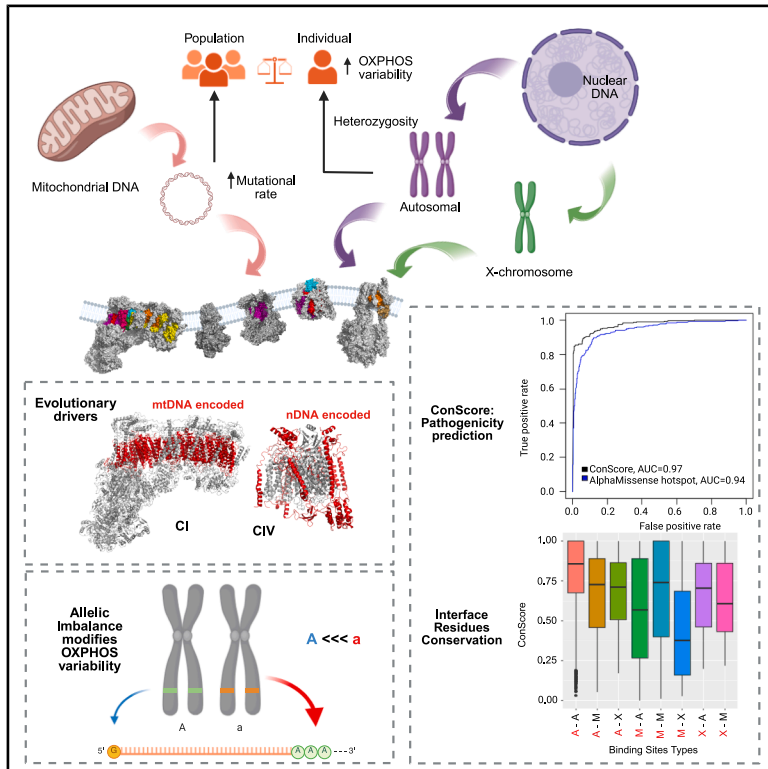 Population
Individual
↑ OXPHOS
variability
Nuclear
DNA
Heterozygosity
Mitochondrial DNA
↑ Mutational
rate
Autosomal
X-chromosome
Evolutionary
drivers
mtDNA encoded
nDNA encoded
CI
CIV
Allelic
Imbalance
modifies
OXPHOS
variability
A <<< a
A
a
5'
G
A
A
A
3'
ConScore:
Pathogenicity
prediction
True positive rate
1.0
0.8
0.6
0.4
0.2
0.0
ConScore, AUC=0.97
AlphaMissense hotspot, AUC=0.94
0.0 0.2 0.4 0.6 0.8 1.0
False positive rate
Interface
Residues
Conservation
ConScore
1.00
0.75
0.50
0.25
0.00
A - A
A - M
A - X
M - A
M - M
M - X
X - A
X - M
Binding Sites Types